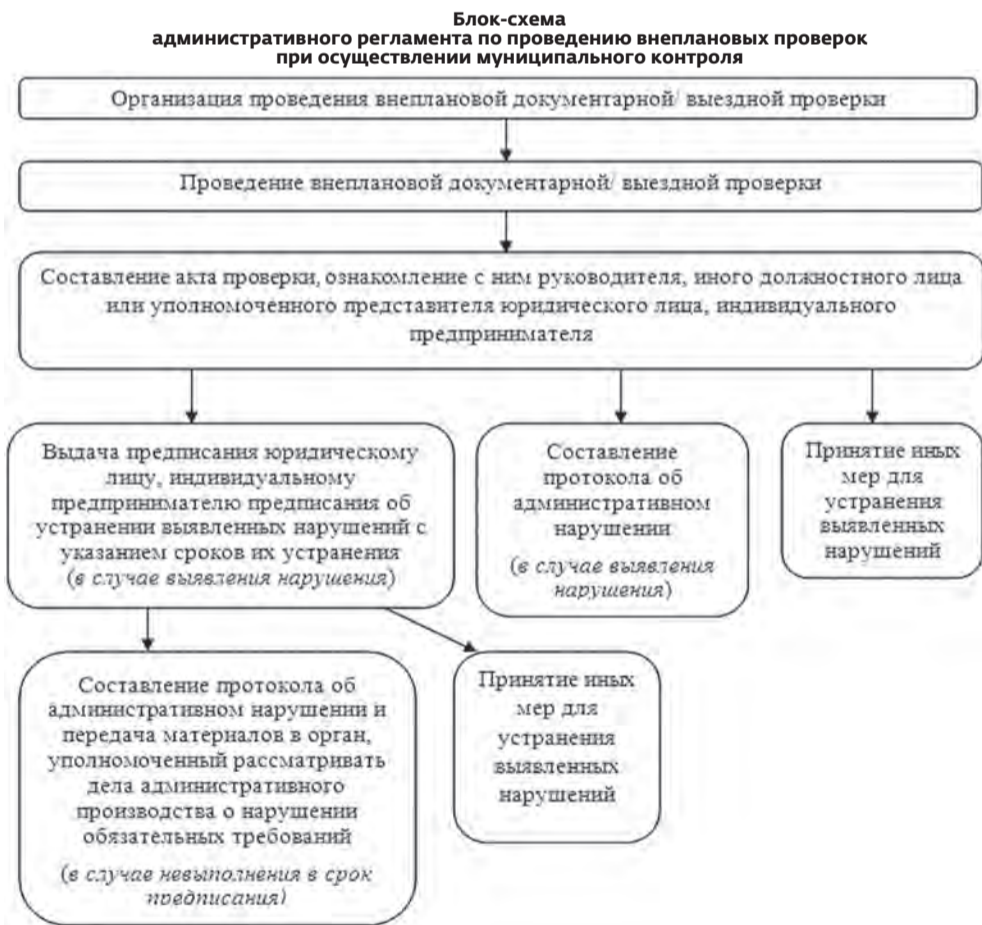 Блок-схема
административного регламента по проведению внеплановых проверок
при осуществлении муниципального контроля
Организация проведения внеплановой документарной/ выездной проверки
Проведение внеплановой документарной/ выездной проверки
Составление акта проверки, ознакомление с ним руководителя, иного должностного лица
или уполномоченного представителя юридического лица, индивидуального
предпринимателя
Выдача предписания юридическому
лицу, индивидуальному
предпринимателю предписания об
устранении выявленных нарушений с
указанием сроков их устранения
(в случае выявления нарушения)
Составление
протокола об
административном
нарушении
(в случае выявления
нарушения)
Принятие иных
мер для
устранения
выявленных
нарушений
Составление протокола об
административном нарушении и
передача материалов в орган,
уполномоченный рассматривать
дела административного
производства о нарушении
обязательных требований
(в случае невыполнения в срок
предписания)
Принятие иных
мер для
устранения
выявленных
нарушений